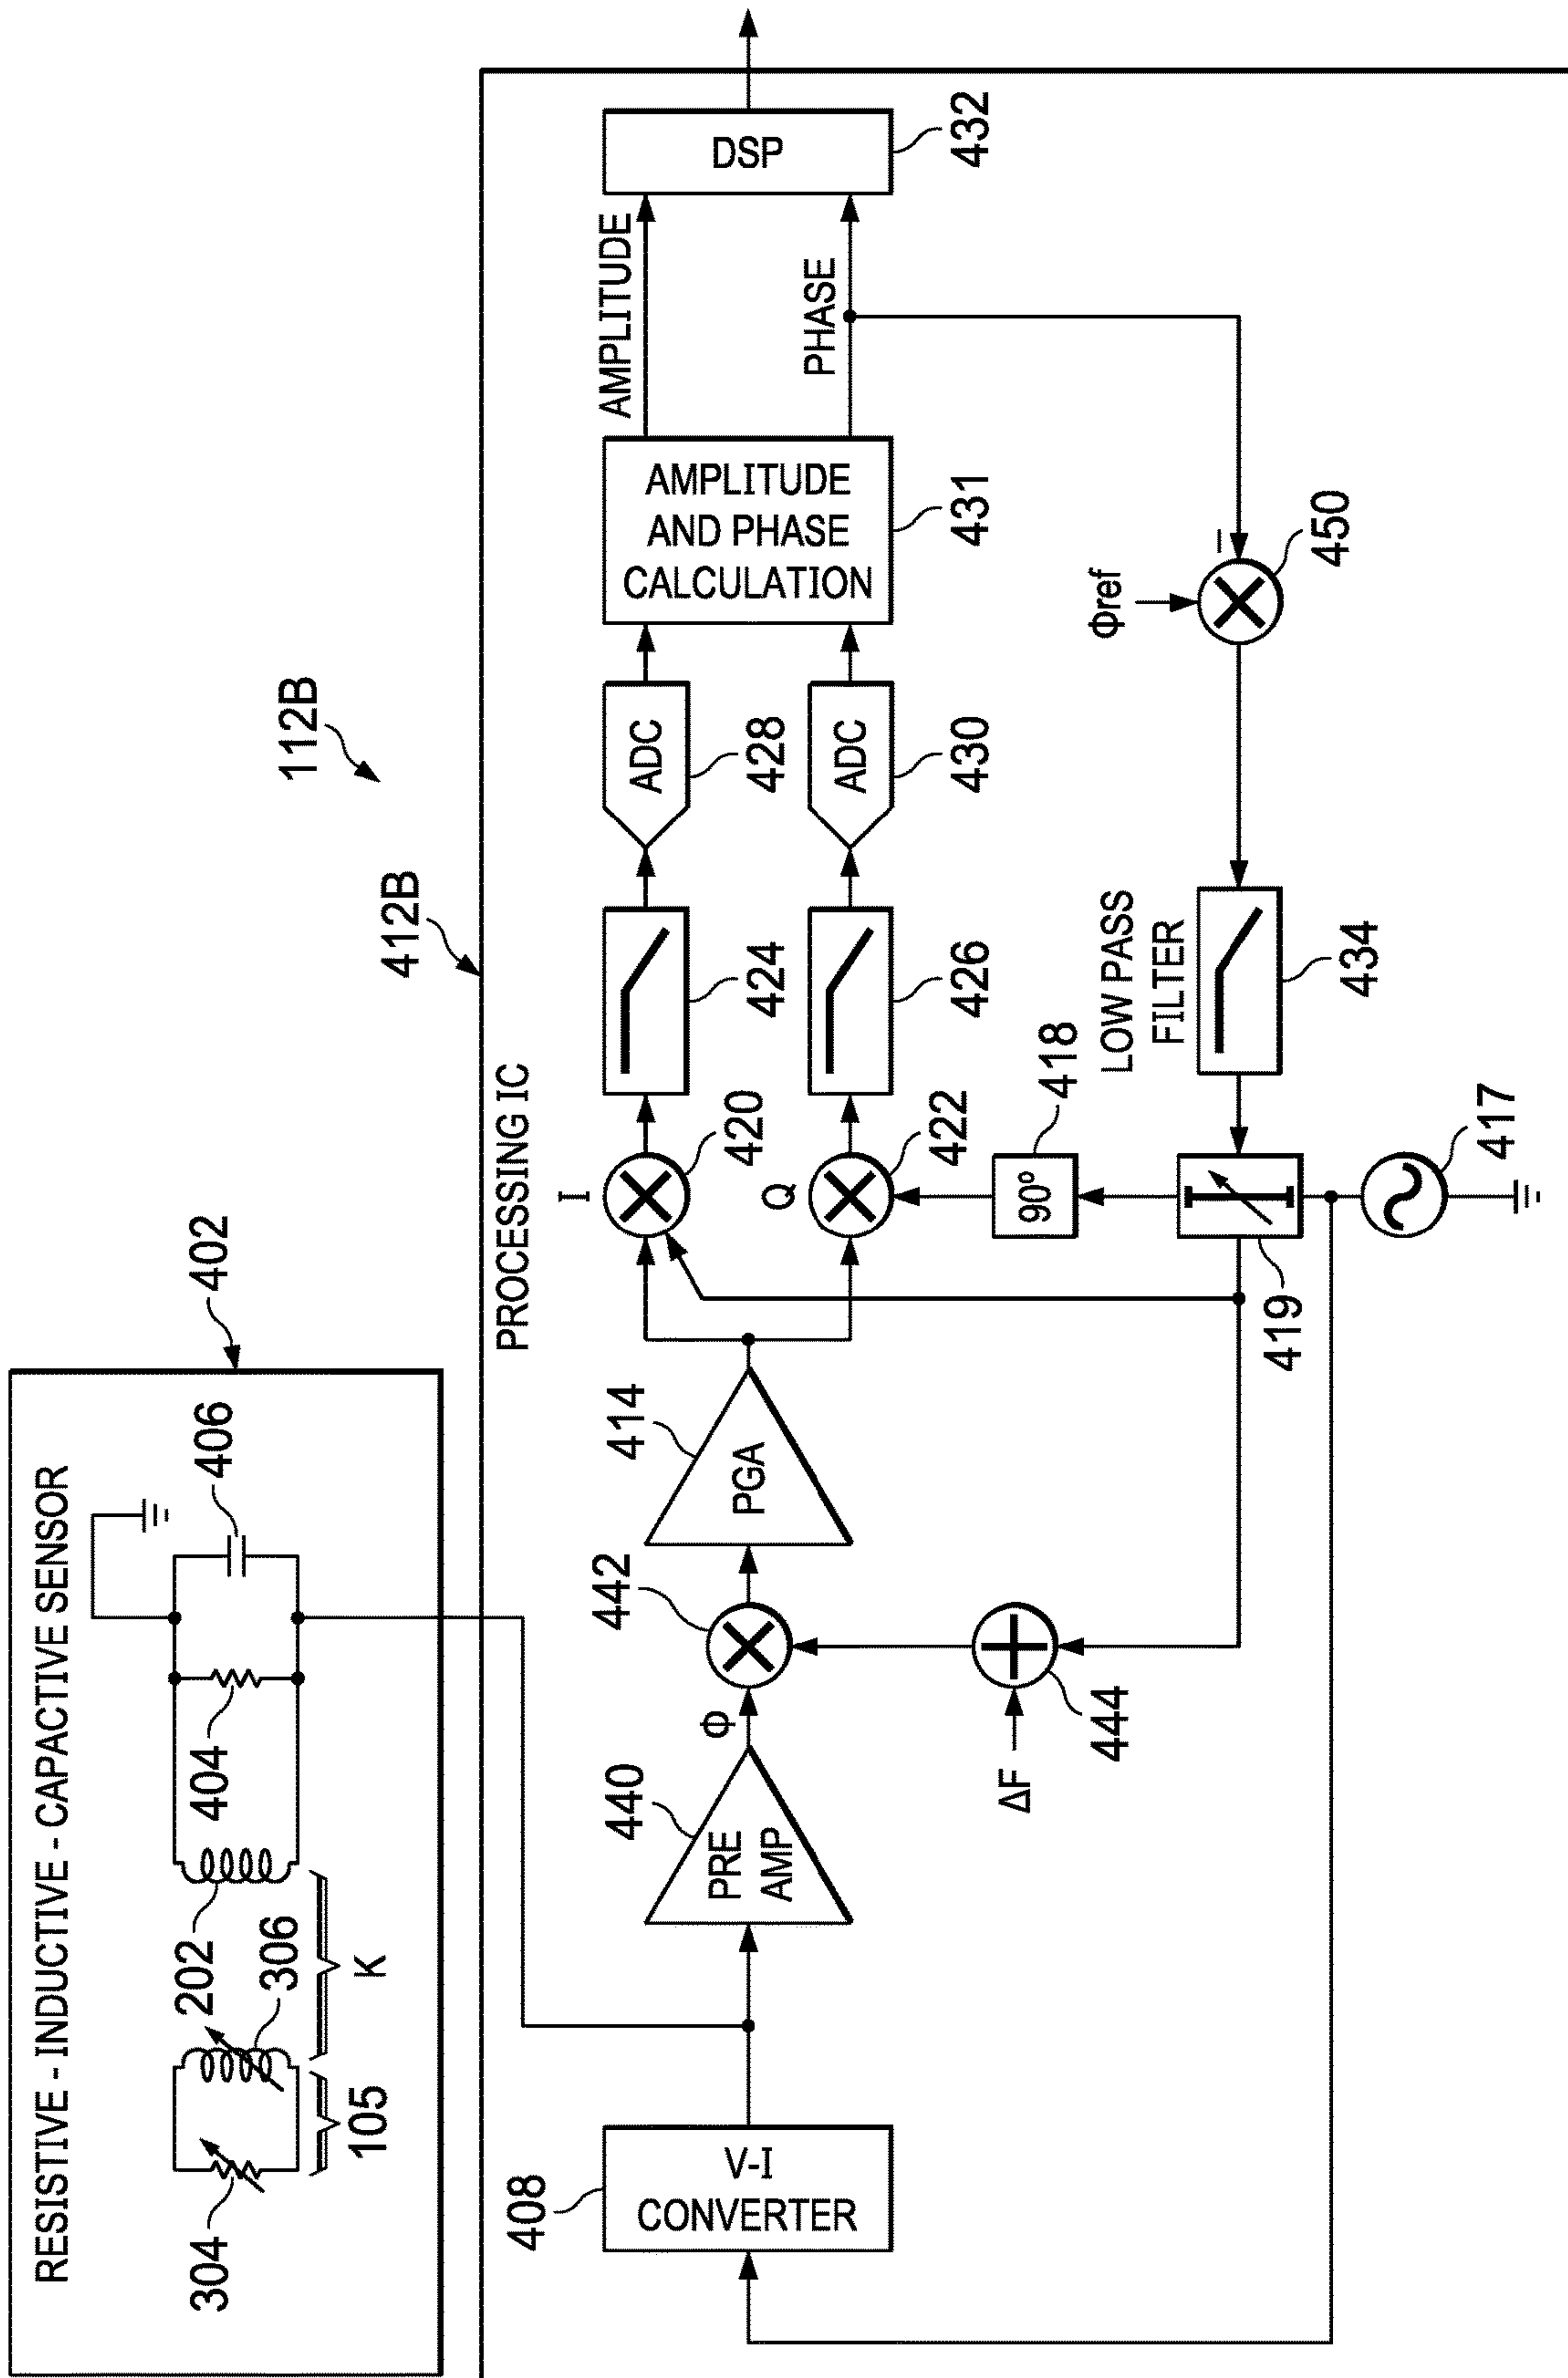 112B
RESISTIVE - INDUCTIVE - CAPACTIVE SENSOR
402
304
105
306
202
K
404
406
412B
PROCESSING IC
408
V-I
CONVERTER
440
PRE
AMP
Φ
442
ΔF
444
414
PGA
I
420
Q
422
90º
418
419
417
424
426
LOW PASS
FILTER
434
ADC
428
ADC
430
AMPLITUDE
AND PHASE
CALCULATION
431
Φref
–
450
AMPLITUDE
PHASE
DSP
432